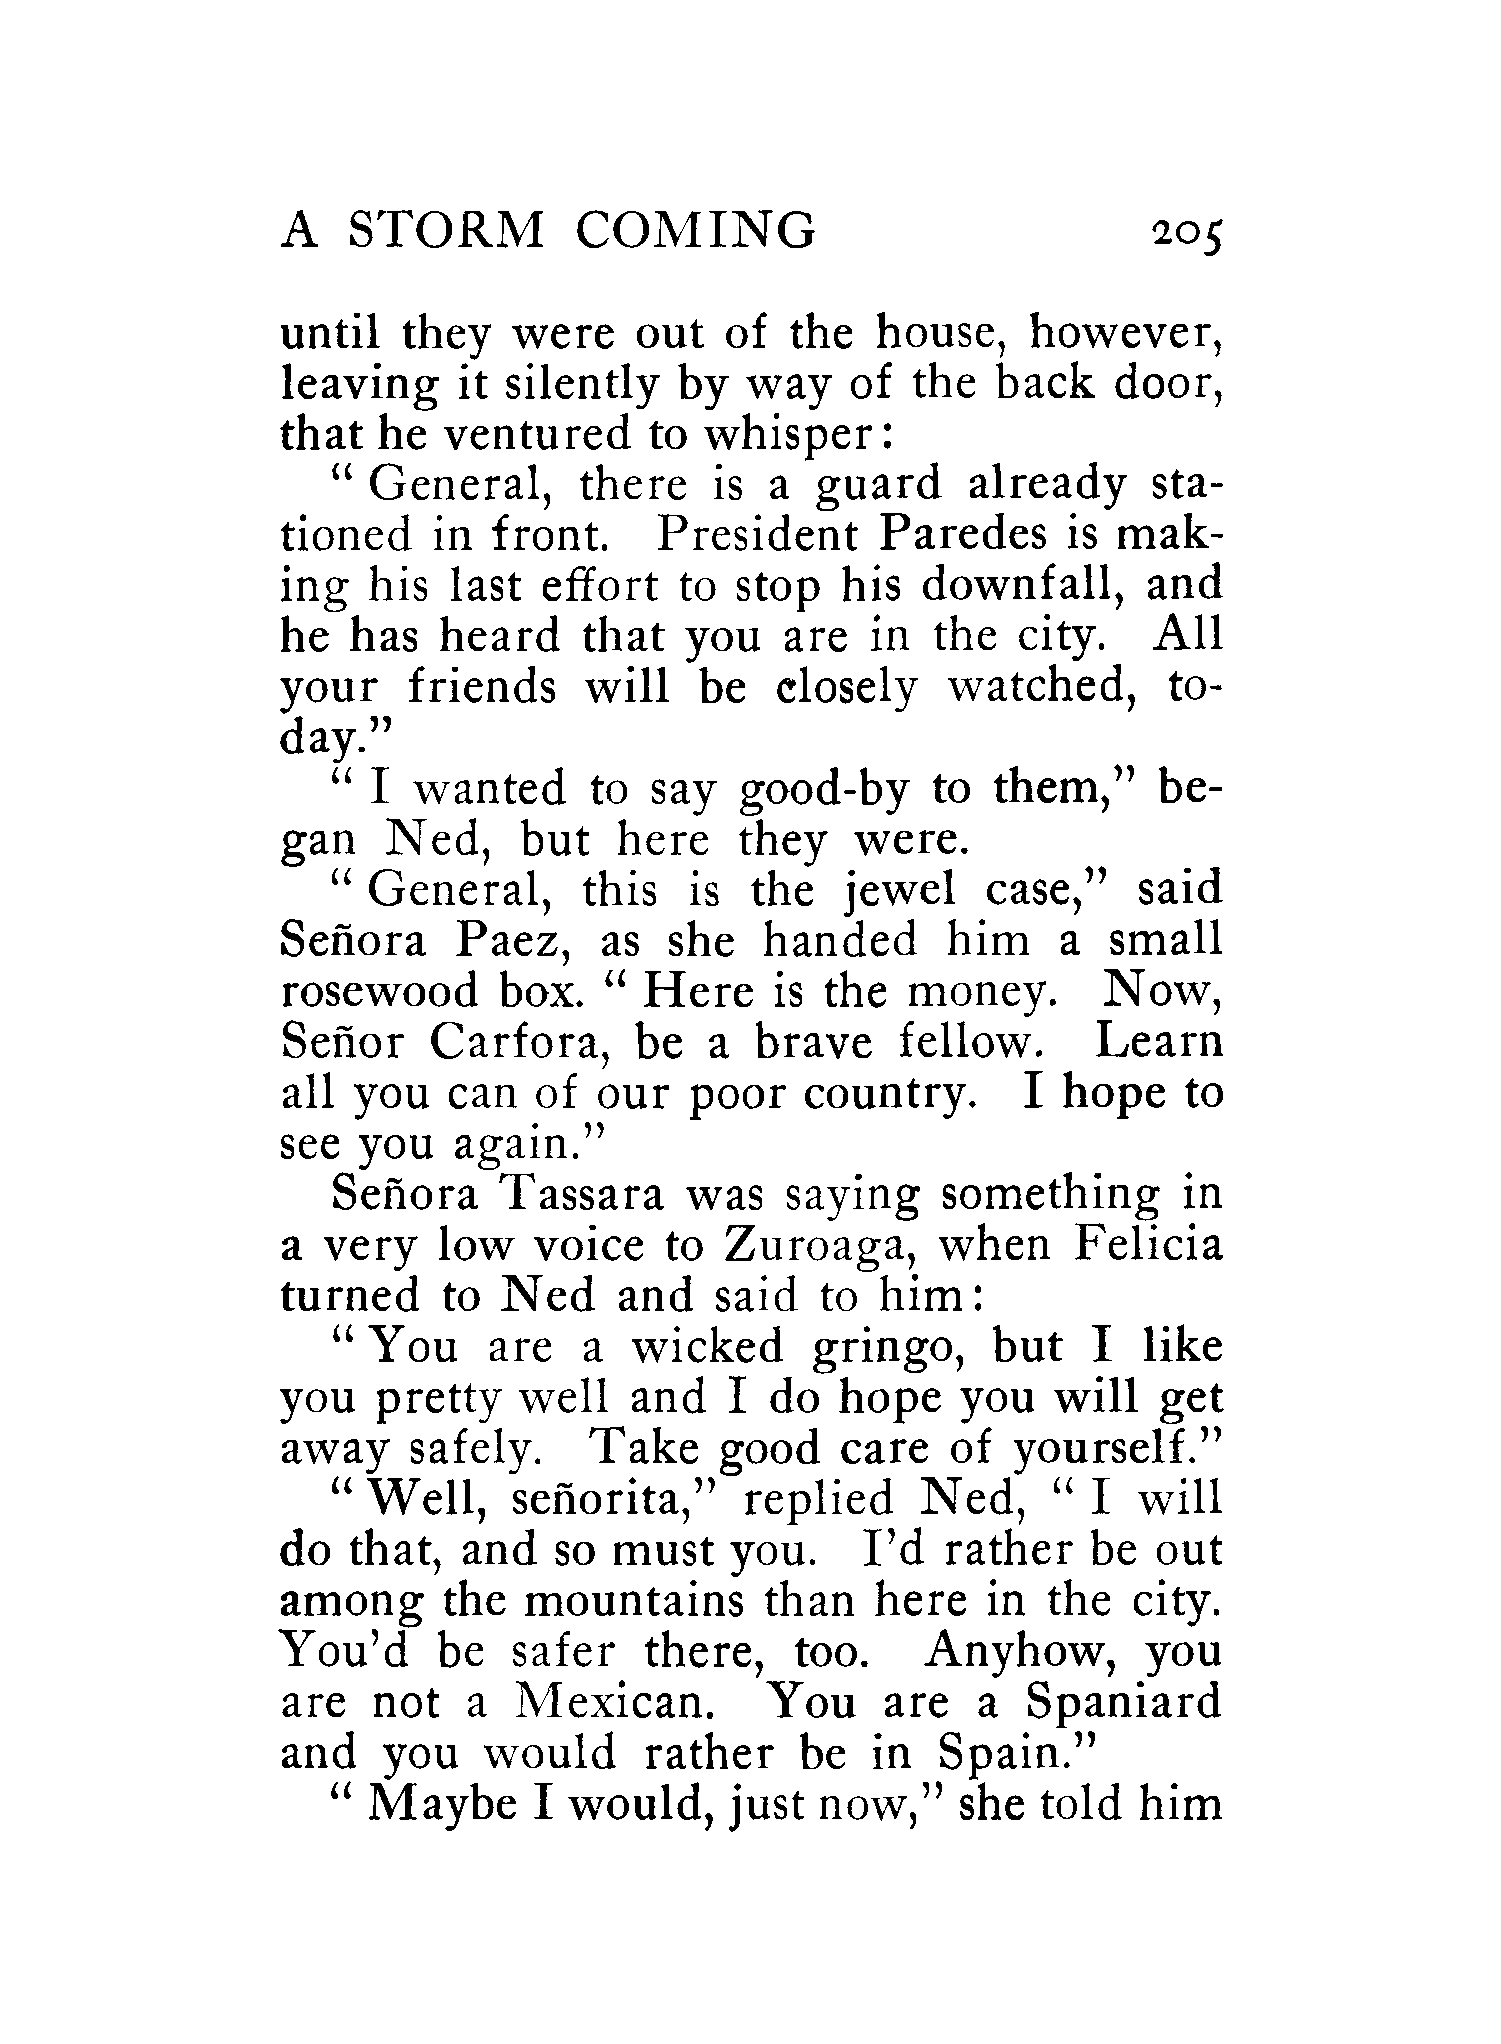 A STORM COMING 205
until they were out of the house, however,
leaving it silently by way of the back door,
that he ventured to whisper:
“ General, there is a guard already sta-
tioned in front. President Paredes is mak-
ing his last effort to stop his downfall, and
he has heard that you are in the city. All
your friends will be closely watched, to-
day.”
“ I wanted to say good-by to them,” be-
gan Ned, but here they were.
“ General, this is the jewel case,” said
Señora Paez, as she handed him a small
rosewood box. “ Here is the money. Now,
Señor Carfora, be a brave fellow. Learn
all you can of our poor country. I hope to
see you again.”
Señora Tassara was saying something in
a very low voice to Zuroaga, when Felicia
turned to Ned and said to him:
“ You are a wicked gringo, but I like
you pretty well and I do hope you will get
away safely. Take good care of yourself.”
“ Well, señorita,” replied Ned, “ I will
do that, and so must you. I’d rather be out
among the mountains than here in the city.
You’d be safer there, too. Anyhow, you
are not a Mexican. You are a Spaniard
and you would rather be in Spain.”
“ Maybe I would, just now,” she told him